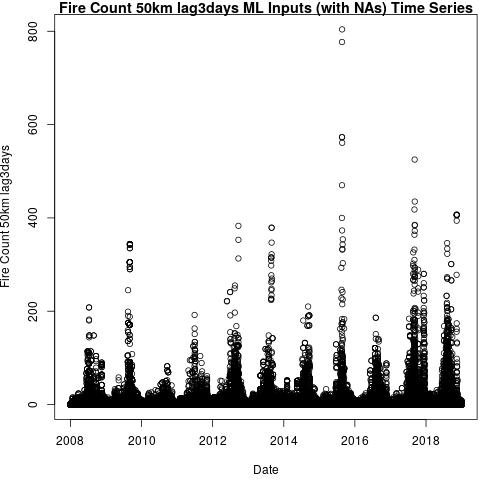 Fire Count 50km lag3days ML Inputs (with NAs) Time Series
Fire Count 50km lag3days
800
600
400
200
0
2008 2010 2012 2014 2016 2018
Date